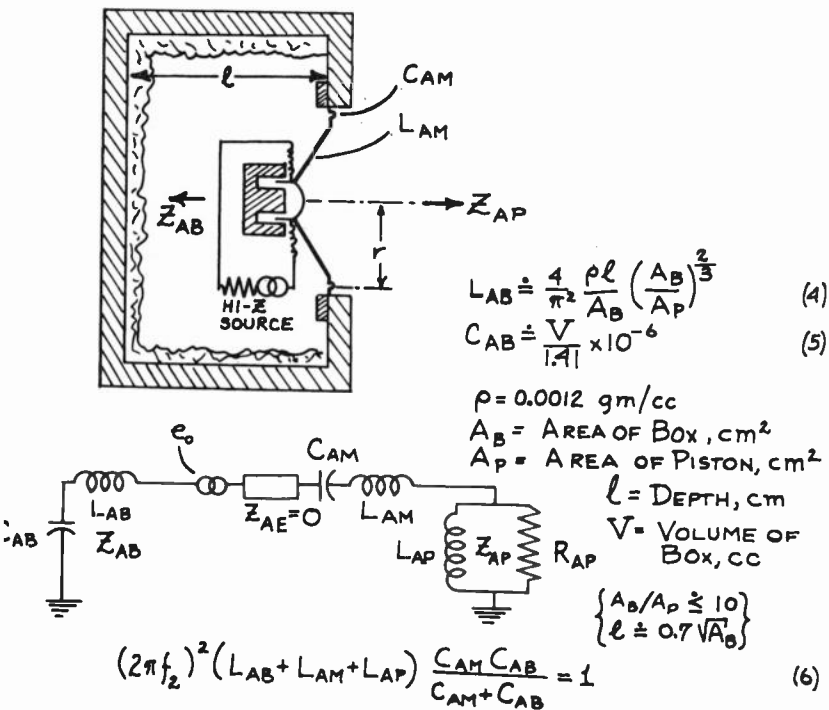 l
CAM
LAM
ZAB
ZAP
r
HI-Z
SOURCE
LAB ≐ 4/π² ρl/AB (AB/AP)^2/3 (4)
CAB ≐ V/1.41 × 10⁻⁶ (5)
ρ = 0.0012 gm/cc
AB = AREA OF BOX, cm²
AP = AREA OF PISTON, cm²
l = DEPTH, cm
V = VOLUME OF
BOX, CC
{AB/AP ≦̇ 10}
{l ≐ 0.7√AB}
e₀
CAM
LAB
ZAB
ZAE=0
LAM
LAP
ZAP
RAP
(2πf₂)² (LAB + LAM + LAP) CAM CAB/CAM + CAB = 1 (6)